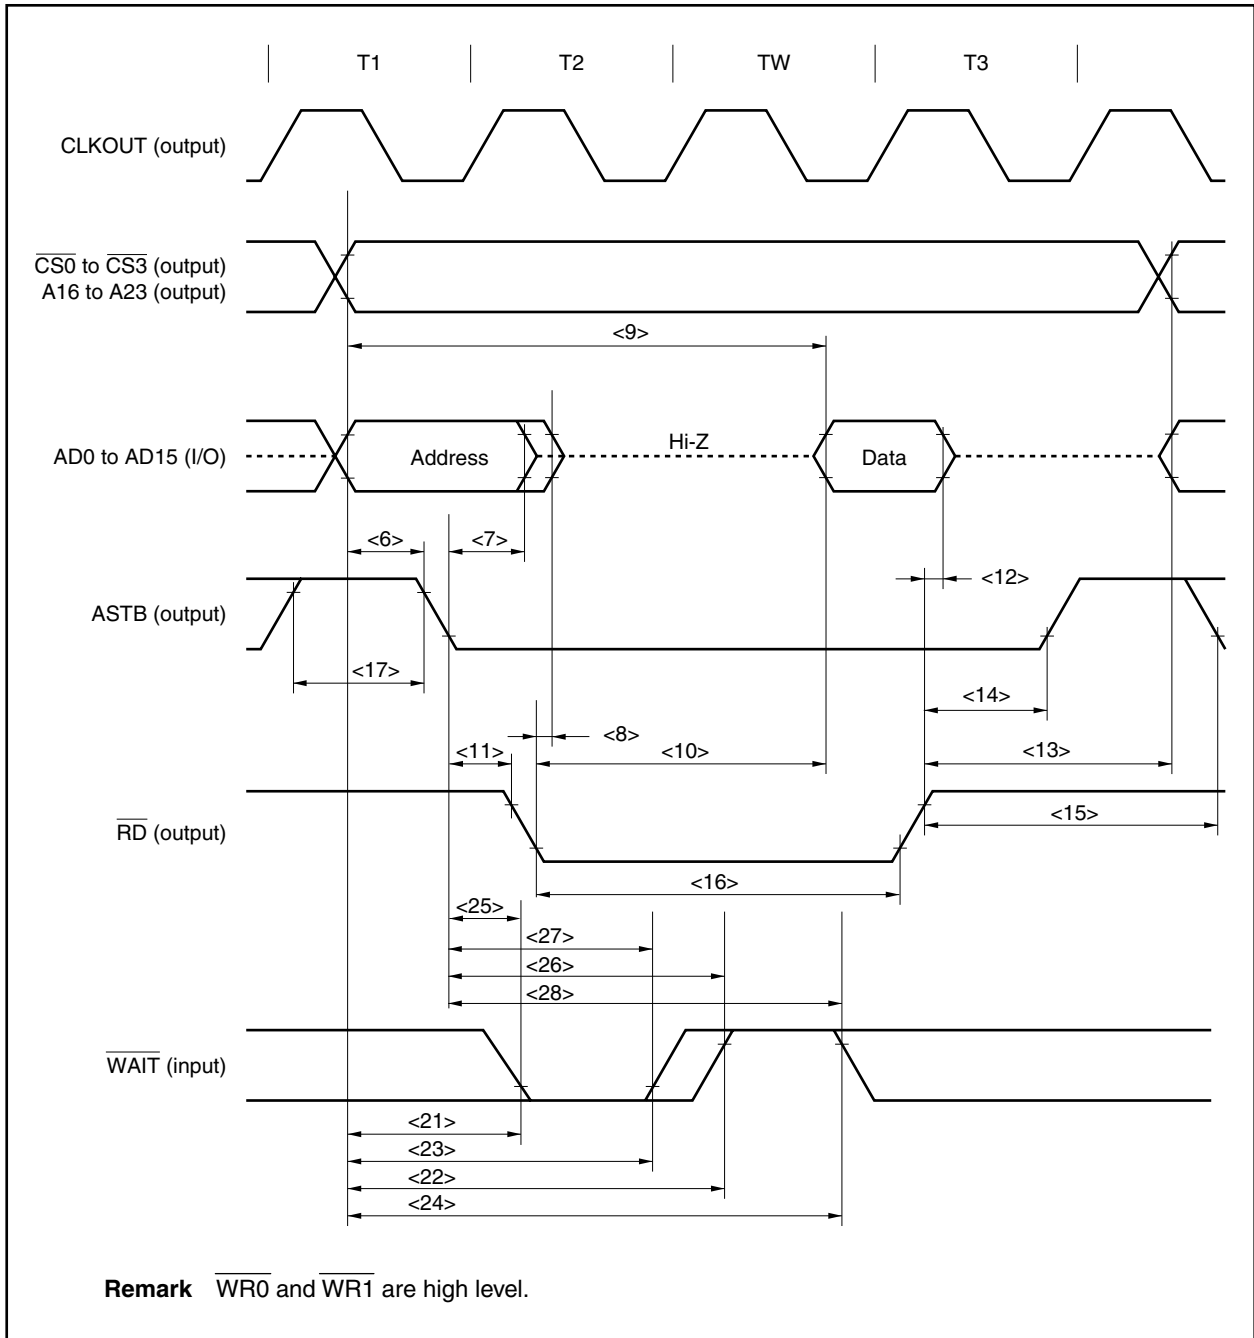 T1 T2 TW T3
CLKOUT (output)
CS0 to CS3 (output)
A16 to A23 (output)
<9>
Hi-Z
AD0 to AD15 (I/O)
Address
Data
<6> <7>
<12>
ASTB (output)
<17>
<14>
<8>
<11> <10> <13>
<15>
RD (output)
<16>
<25>
<27>
<26>
<28>
WAIT (input)
<21>
<23>
<22>
<24>
Remark WR0 and WR1 are high level.